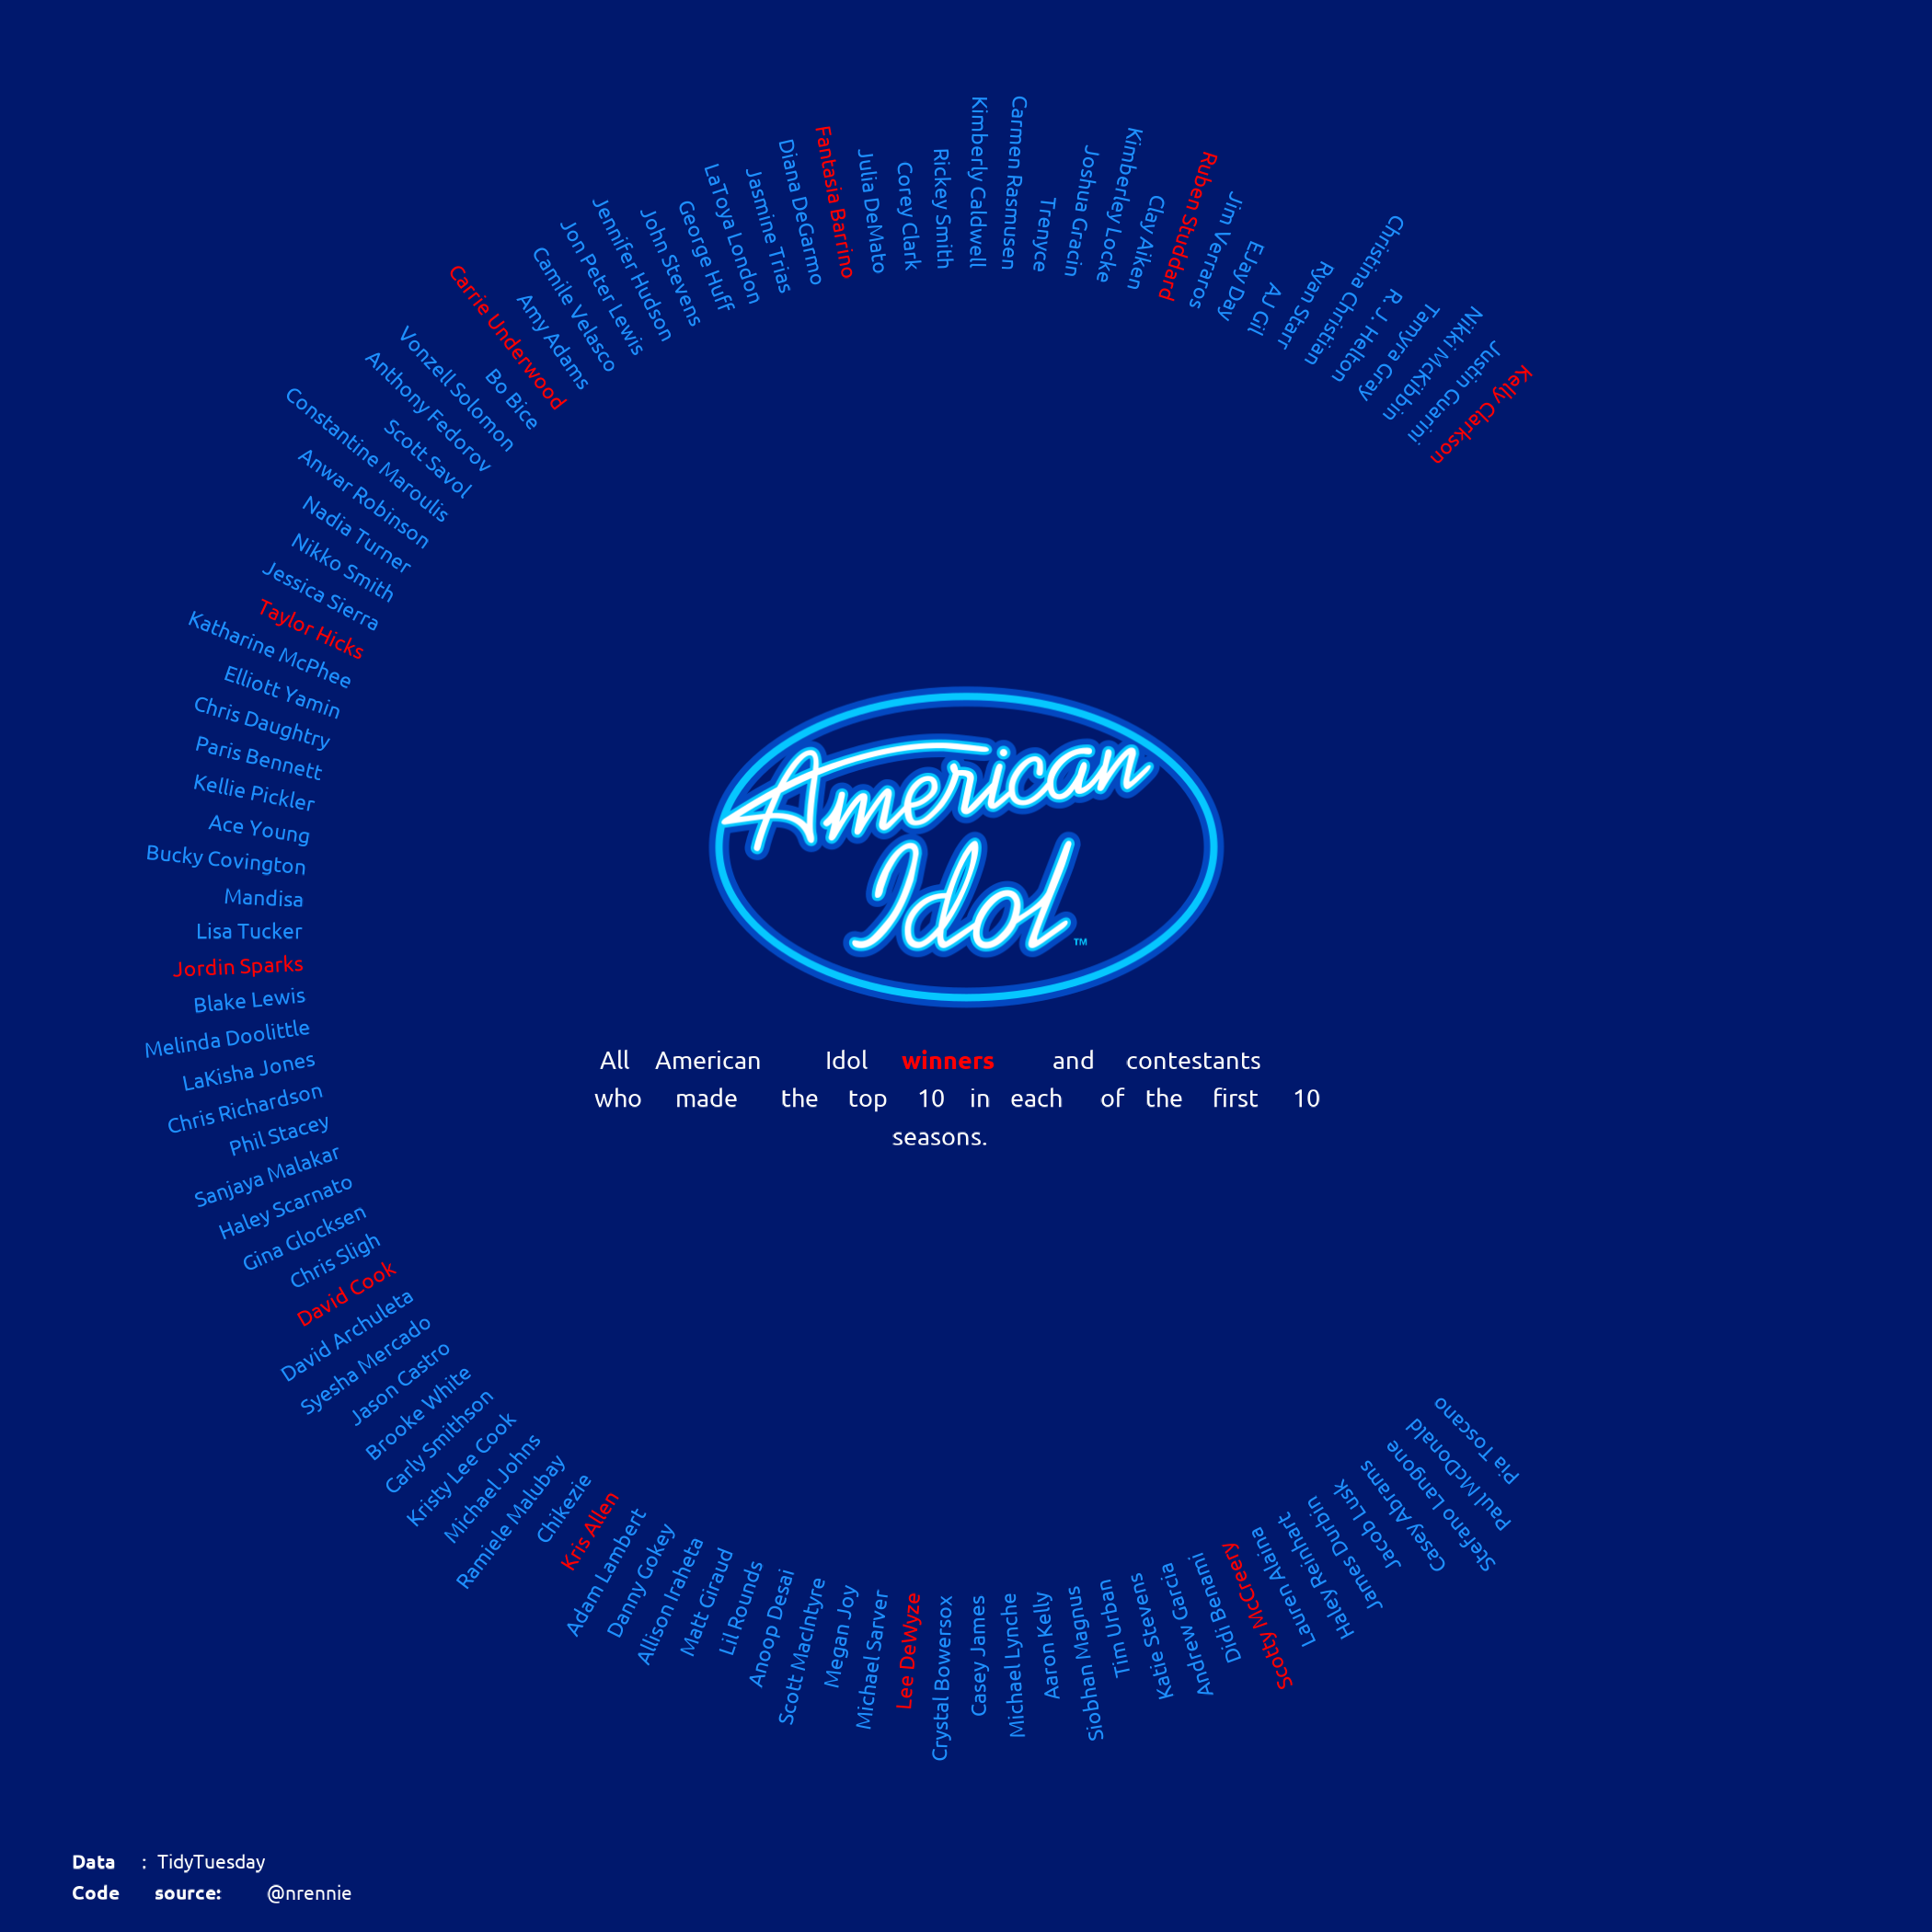 Kelly Clarkson
Justin Guarini
Nikki McKibbin
Tamyra Gray
R. J. Helton
Christina Christian
Ryan Starr
AJ Gil
EJay Day
Jim Verraros
Ruben Studdard
Clay Aiken
Kimberley Locke
Joshua Gracin
Trenyce
Carmen Rasmusen
Kimberly Caldwell
Rickey Smith
Corey Clark
Julia DeMato
Fantasia Barrino
Diana DeGarmo
Jasmine Trias
LaToya London
George Huff
John Stevens
Jennifer Hudson
Jon Peter Lewis
Camile Velasco
Amy Adams
Carrie Underwood
Bo Bice
Vonzell Solomon
Anthony Fedorov
Scott Savol
Constantine Maroulis
Anwar Robinson
Nadia Turner
Nikko Smith
Jessica Sierra
Taylor Hicks
Katharine McPhee
Elliott Yamin
Chris Daughtry
Paris Bennett
Kellie Pickler
Ace Young
Bucky Covington
Mandisa
Lisa Tucker
Jordin Sparks
Blake Lewis
Melinda Doolittle
LaKisha Jones
Chris Richardson
Phil Stacey
Sanjaya Malakar
Haley Scarnato
Gina Glocksen
Chris Sligh
David Cook
David Archuleta
Syesha Mercado
Jason Castro
Brooke White
Carly Smithson
Kristy Lee Cook
Michael Johns
Ramiele Malubay
Chikezie
Kris Allen
Adam Lambert
Danny Gokey
Allison Iraheta
Matt Giraud
Lil Rounds
Anoop Desai
Scott MacIntyre
Megan Joy
Michael Sarver
Lee DeWyze
Crystal Bowersox
Casey James
Michael Lynche
Aaron Kelly
Siobhan Magnus
Tim Urban
Katie Stevens
Andrew Garcia
Didi Benami
Scotty McCreery
Lauren Alaina
Haley Reinhart
James Durbin
Jacob Lusk
Casey Abrams
Stefano Langone
Paul McDonald
Pia Toscano
American
Idol ™
All American Idol winners and contestants
who made the top 10 in each of the first 10
seasons.
Data : TidyTuesday
Code source: @nrennie